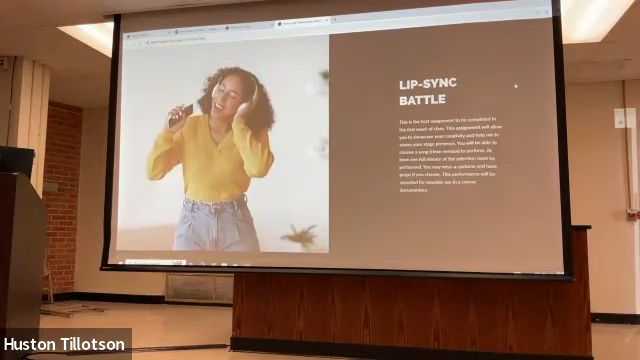 LIP-SYNC
BATTLE
This is the first assignment to be completed in
the first week of class. This assignment will allow
you to showcase your creativity and help me to
assess your stage presence. You will be able to
choose a song (clean version) to perform. At
least one full minute of the selection must be
performed. You may wear a costume and have
props if you choose. This performance will be
recorded for possible use in a course
documentary.
Huston Tillotson